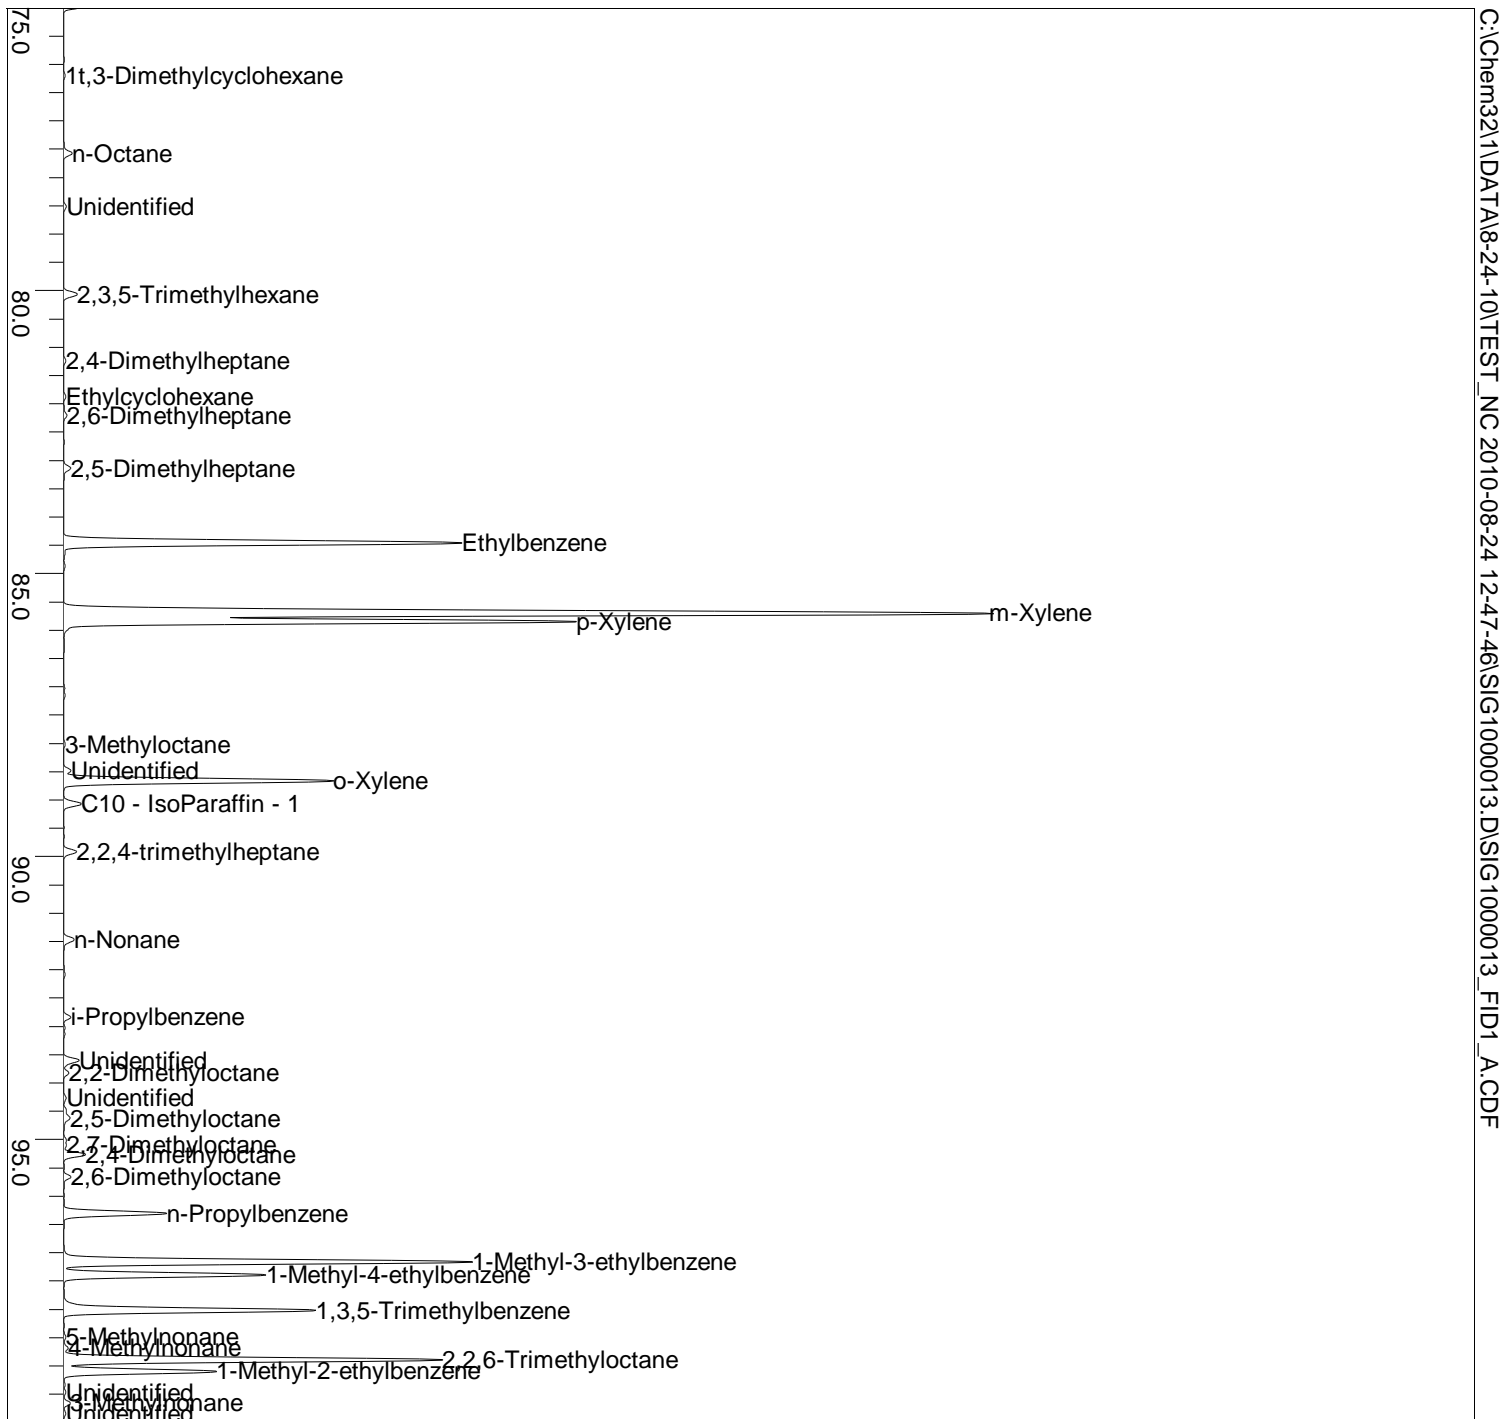 C:\Chem32\1\DATA\8-24-10\TEST_NC 2010-08-24 12-47-46\SIG1000013.D\SIG1000013_FID1_A.CDF
75.0
1t,3-Dimethylcyclohexane
n-Octane
Unidentified
80.0
2,3,5-Trimethylhexane
2,4-Dimethylheptane
Ethylcyclohexane
2,6-Dimethylheptane
2,5-Dimethylheptane
Ethylbenzene
85.0
m-Xylene
p-Xylene
3-Methyloctane
Unidentified
o-Xylene
C10 - IsoParaffin - 1
2,2,4-trimethylheptane
90.0
n-Nonane
i-Propylbenzene
Unidentified
2,2-Dimethyloctane
Unidentified
2,5-Dimethyloctane
2,7-Dimethyloctane
95.0
2,4-Dimethyloctane
2,6-Dimethyloctane
n-Propylbenzene
1-Methyl-3-ethylbenzene
1-Methyl-4-ethylbenzene
1,3,5-Trimethylbenzene
5-Methylnonane
4-Methylnonane
2,2,6-Trimethyloctane
1-Methyl-2-ethylbenzene
Unidentified
3-Methylnonane
Unidentified